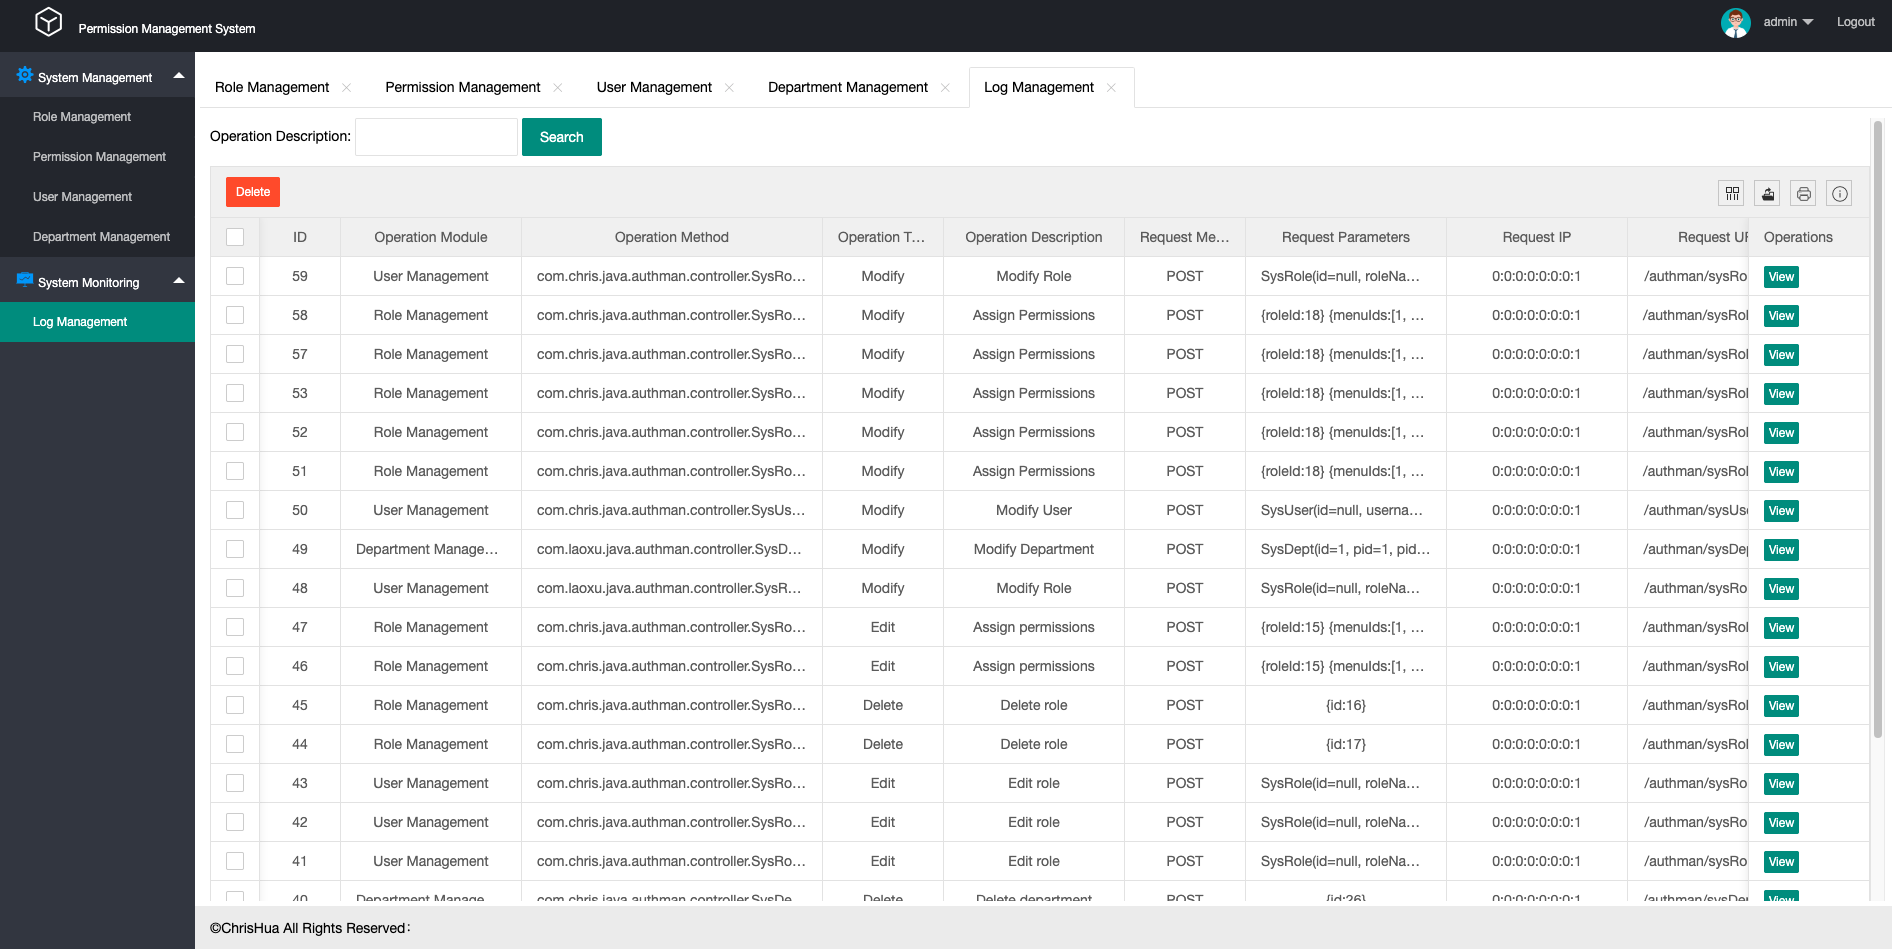 Permission Management System
admin
Logout
System Management
Role Management
Permission Management
User Management
Department Management
System Monitoring
Log Management
Role Management
Permission Management
User Management
Department Management
Log Management
Operation Description:
Search
Delete
ID Operation Module Operation Method Operation T... Operation Description Request Me... Request Parameters Request IP Request UR Operations
59 User Management com.chris.java.authman.controller.SysRo... Modify Modify Role POST SysRole(id=null, roleNa... 0:0:0:0:0:0:0:1 /authman/sysRo View
58 Role Management com.chris.java.authman.controller.SysRo... Modify Assign Permissions POST {roleId:18} {menuIds:[1, ... 0:0:0:0:0:0:0:1 /authman/sysRol View
57 Role Management com.chris.java.authman.controller.SysRo... Modify Assign Permissions POST {roleId:18} {menuIds:[1, ... 0:0:0:0:0:0:0:1 /authman/sysRol View
53 Role Management com.chris.java.authman.controller.SysRo... Modify Assign Permissions POST {roleId:18} {menuIds:[1, ... 0:0:0:0:0:0:0:1 /authman/sysRol View
52 Role Management com.chris.java.authman.controller.SysRo... Modify Assign Permissions POST {roleId:18} {menuIds:[1, ... 0:0:0:0:0:0:0:1 /authman/sysRol View
51 Role Management com.chris.java.authman.controller.SysRo... Modify Assign Permissions POST {roleId:18} {menuIds:[1, ... 0:0:0:0:0:0:0:1 /authman/sysRol View
50 User Management com.chris.java.authman.controller.SysUs... Modify Modify User POST SysUser(id=null, userna... 0:0:0:0:0:0:0:1 /authman/sysUse View
49 Department Manage... com.laoxu.java.authman.controller.SysD... Modify Modify Department POST SysDept(id=1, pid=1, pid... 0:0:0:0:0:0:0:1 /authman/sysDep View
48 User Management com.laoxu.java.authman.controller.SysR... Modify Modify Role POST SysRole(id=null, roleNa... 0:0:0:0:0:0:0:1 /authman/sysRo View
47 Role Management com.chris.java.authman.controller.SysRo... Edit Assign permissions POST {roleId:15} {menuIds:[1, ... 0:0:0:0:0:0:0:1 /authman/sysRol View
46 Role Management com.chris.java.authman.controller.SysRo... Edit Assign permissions POST {roleId:15} {menuIds:[1, ... 0:0:0:0:0:0:0:1 /authman/sysRol View
45 Role Management com.chris.java.authman.controller.SysRo... Delete Delete role POST {id:16} 0:0:0:0:0:0:0:1 /authman/sysRol View
44 Role Management com.chris.java.authman.controller.SysRo... Delete Delete role POST {id:17} 0:0:0:0:0:0:0:1 /authman/sysRol View
43 User Management com.chris.java.authman.controller.SysRo... Edit Edit role POST SysRole(id=null, roleNa... 0:0:0:0:0:0:0:1 /authman/sysRo View
42 User Management com.chris.java.authman.controller.SysRo... Edit Edit role POST SysRole(id=null, roleNa... 0:0:0:0:0:0:0:1 /authman/sysRo View
41 User Management com.chris.java.authman.controller.SysRo... Edit Edit role POST SysRole(id=null, roleNa... 0:0:0:0:0:0:0:1 /authman/sysRo View
40 Department Manage... com.chris.java.authman.controller.SysDe... Delete Delete department POST {id:26} 0:0:0:0:0:0:0:1 /authman/sysDep View
©ChrisHua All Rights Reserved：